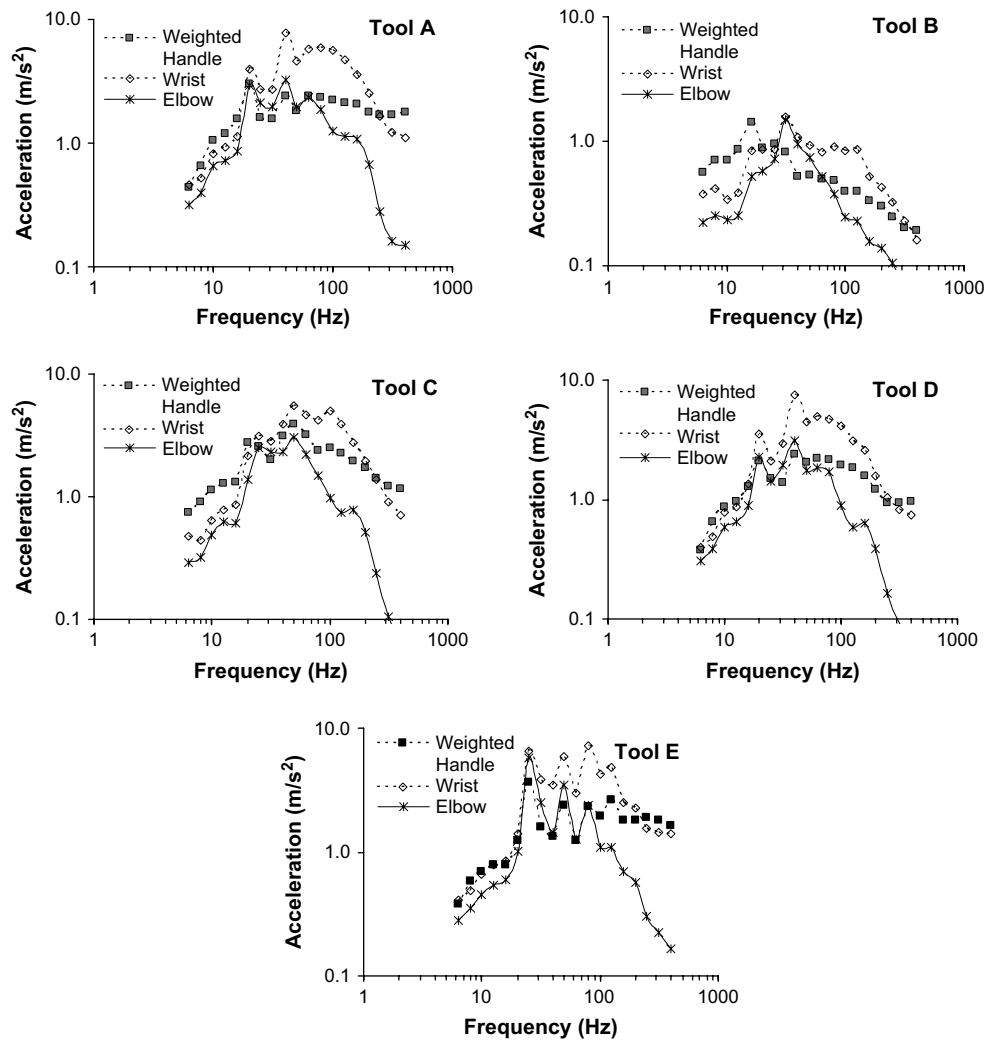 Tool A
Weighted
Handle
Wrist
Elbow
10.0
1.0
0.1
Acceleration (m/s²)
1 10 100 1000
Frequency (Hz)
Tool B
Weighted
Handle
Wrist
Elbow
10.0
1.0
0.1
Acceleration (m/s²)
1 10 100 1000
Frequency (Hz)
Tool C
Weighted
Handle
Wrist
Elbow
10.0
1.0
0.1
Acceleration (m/s²)
1 10 100 1000
Frequency (Hz)
Tool D
Weighted
Handle
Wrist
Elbow
10.0
1.0
0.1
Acceleration (m/s²)
1 10 100 1000
Frequency (Hz)
Tool E
Weighted
Handle
Wrist
Elbow
10.0
1.0
0.1
Acceleration (m/s²)
1 10 100 1000
Frequency (Hz)